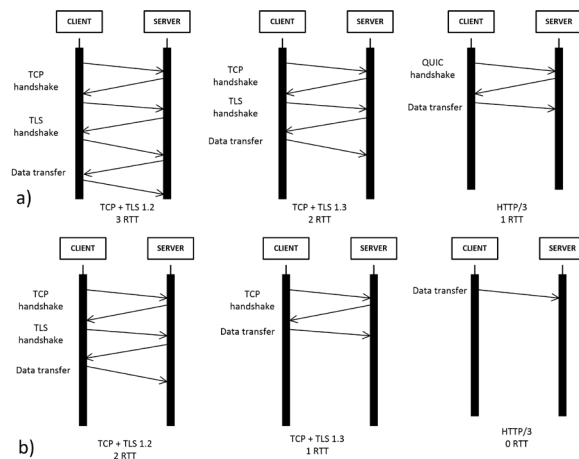 CLIENT
SERVER
TCP
handshake
TLS
handshake
Data transfer
TCP + TLS 1.2
3 RTT
CLIENT
SERVER
TCP
handshake
TLS
handshake
Data transfer
TCP + TLS 1.3
2 RTT
CLIENT
SERVER
QUIC
handshake
Data transfer
HTTP/3
1 RTT
a)
CLIENT
SERVER
TCP
handshake
TLS
handshake
Data transfer
TCP + TLS 1.2
2 RTT
CLIENT
SERVER
TCP
handshake
Data transfer
TCP + TLS 1.3
1 RTT
CLIENT
SERVER
Data transfer
HTTP/3
0 RTT
b)